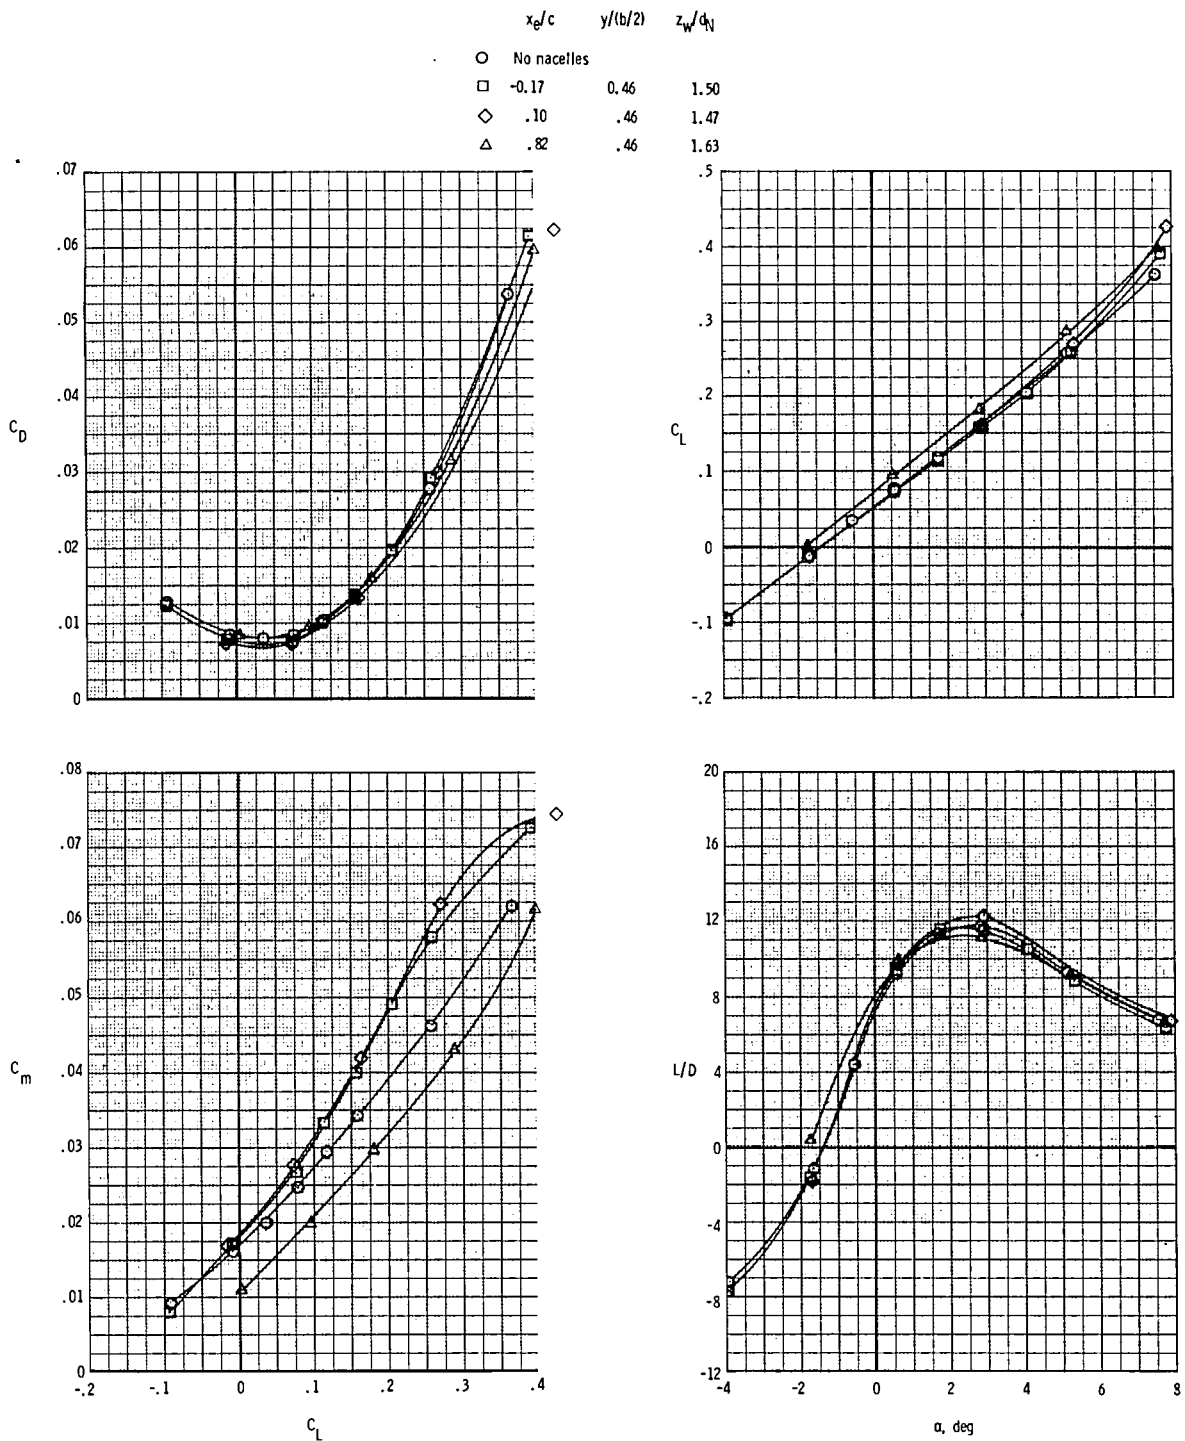 x_e/c y/(b/2) z_w/d_N
No nacelles
-0.17 0.46 1.50
.10 .46 1.47
.82 .46 1.63
.07
.06
.05
.04
C_D
.03
.02
.01
0
.5
.4
.3
.2
C_L
.1
0
-.1
-.2
.08
.07
.06
.05
C_m
.04
.03
.02
.01
0
-.2 -.1 0 .1 .2 .3 .4
C_L
20
16
12
8
L/D
4
0
-4
-8
-12
-4 -2 0 2 4 6 8
α, deg